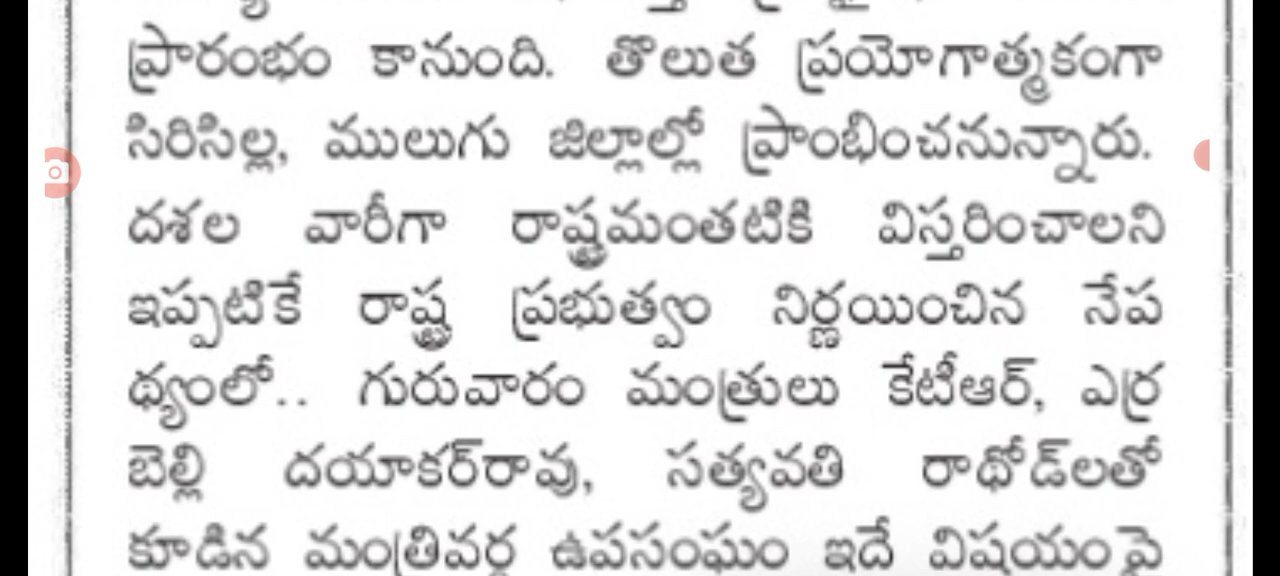 ప్రారంభం కానుంది. తొలుత ప్రయోగాత్మకంగా
సిరిసిల్ల, ములుగు జిల్లాల్లో ప్రాంభించనున్నారు.
దశల వారీగా రాష్ట్రమంతటికి విస్తరించాలని
ఇప్పటికే రాష్ట్ర ప్రభుత్వం నిర్ణయించిన నేప
థ్యంలో.. గురువారం మంత్రులు కేటీఆర్, ఎర్ర
బెల్లి దయాకర్‌రావు, సత్యవతి రాథోడ్‌లతో
కూడిన మంత్రివర్గ ఉపసంఘం ఇదే విషయంపై